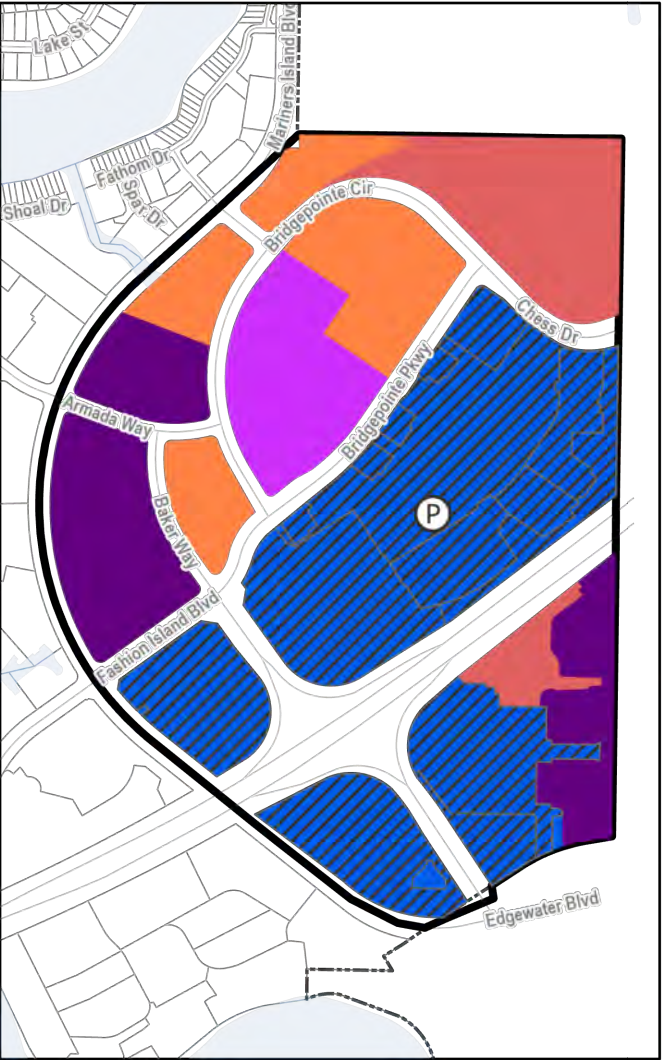 Lake St
Mariners Island Blvd
Fathom Dr
Spar Dr
Shoal Dr
Bridgepointe Cir
Chess Dr
Bridgepointe Pkwy
Armada Way
Baker Way
P
Fashion Island Blvd
Edgewater Blvd